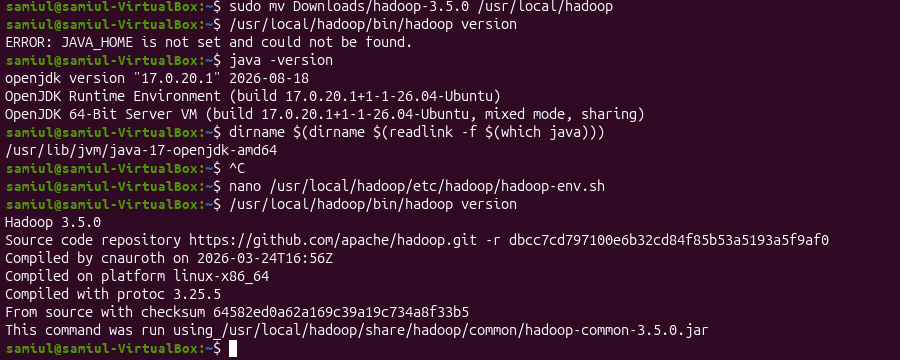 samiul@samiul-VirtualBox:~$ sudo mv Downloads/hadoop-3.5.0 /usr/local/hadoop
samiul@samiul-VirtualBox:~$ /usr/local/hadoop/bin/hadoop version
ERROR: JAVA_HOME is not set and could not be found.
samiul@samiul-VirtualBox:~$ java -version
openjdk version "17.0.20.1" 2026-08-18
OpenJDK Runtime Environment (build 17.0.20.1+1-1-26.04-Ubuntu)
OpenJDK 64-Bit Server VM (build 17.0.20.1+1-1-26.04-Ubuntu, mixed mode, sharing)
samiul@samiul-VirtualBox:~$ dirname $(dirname $(readlink -f $(which java)))
/usr/lib/jvm/java-17-openjdk-amd64
samiul@samiul-VirtualBox:~$ ^C
samiul@samiul-VirtualBox:~$ nano /usr/local/hadoop/etc/hadoop/hadoop-env.sh
samiul@samiul-VirtualBox:~$ /usr/local/hadoop/bin/hadoop version
Hadoop 3.5.0
Source code repository https://github.com/apache/hadoop.git -r dbcc7cd797100e6b32cd84f85b53a5193a5f9af0
Compiled by cnauroth on 2026-03-24T16:56Z
Compiled on platform linux-x86_64
Compiled with protoc 3.25.5
From source with checksum 64582ed0a62a169c39a19c734a8f33b5
This command was run using /usr/local/hadoop/share/hadoop/common/hadoop-common-3.5.0.jar
samiul@samiul-VirtualBox:~$